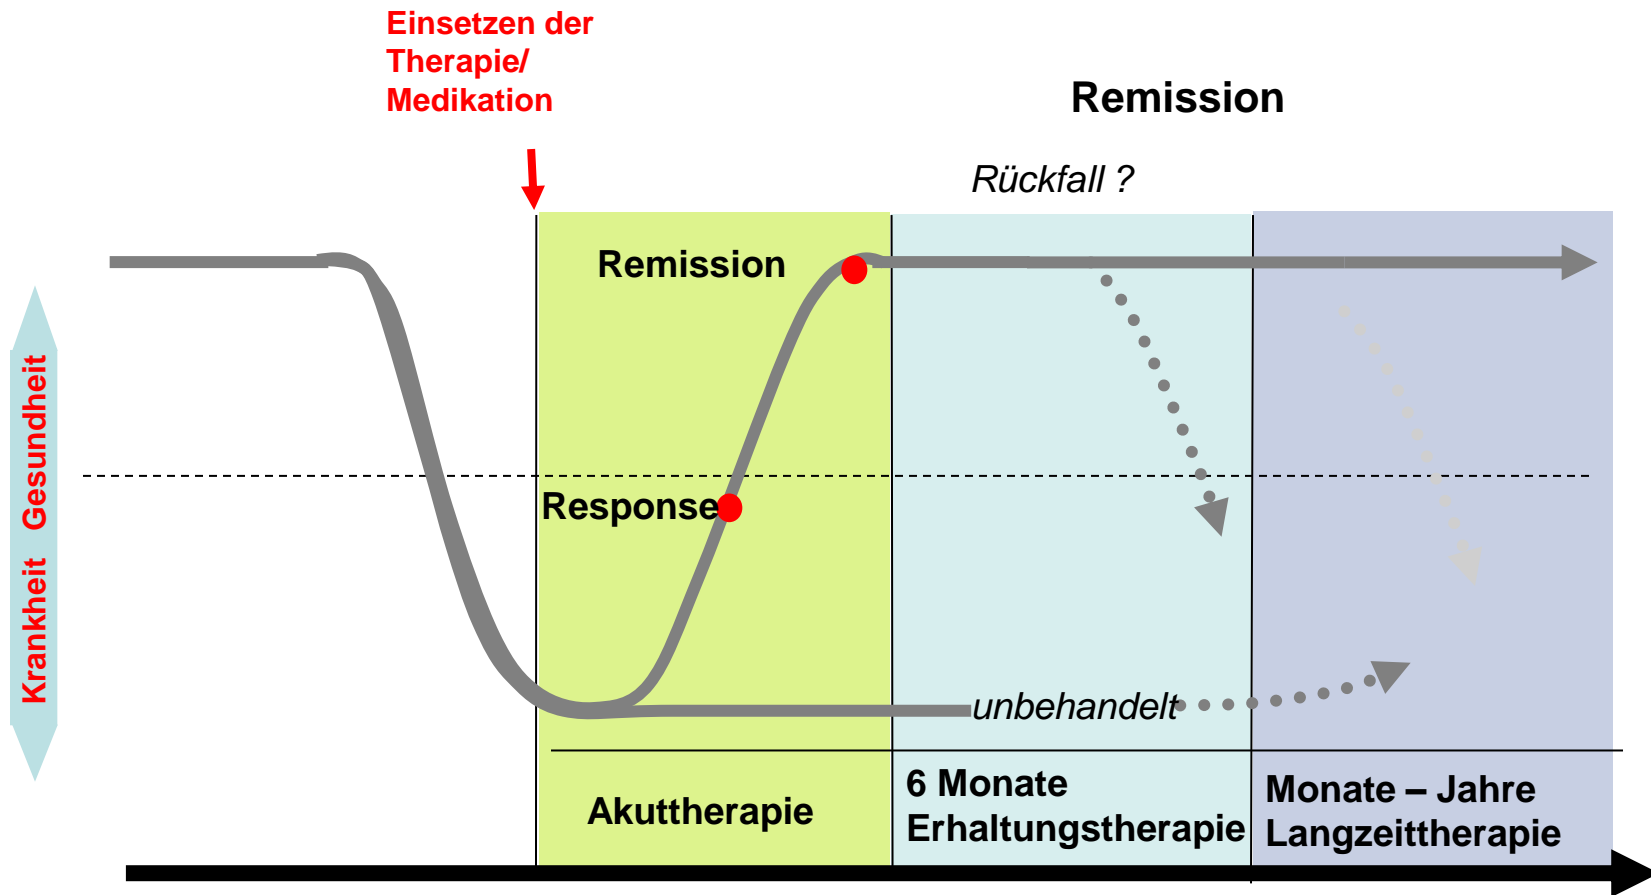 Einsetzen der
Therapie/
Medikation
Remission
Rückfall ?
Remission
Gesundheit
Response
Krankheit
unbehandelt
Akuttherapie
6 Monate
Erhaltungstherapie
Monate – Jahre
Langzeittherapie